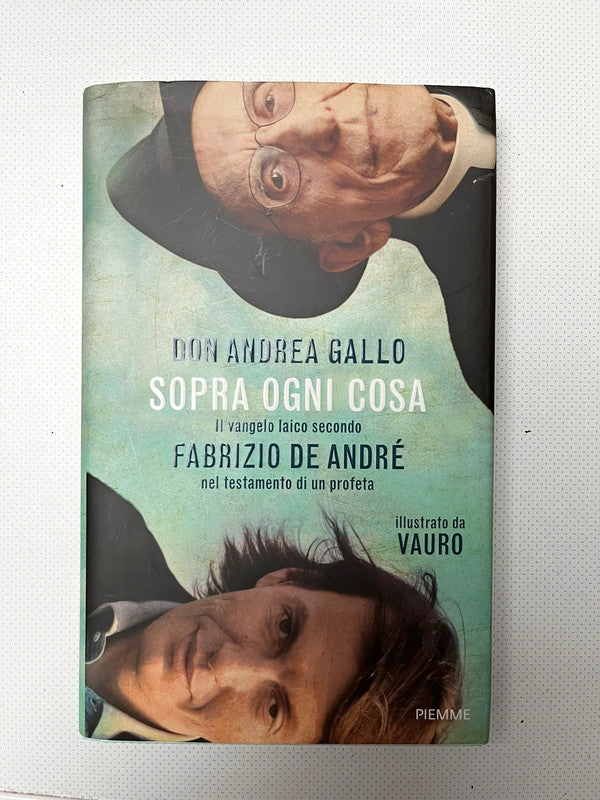 DON ANDREA GALLO
SOPRA OGNI COSA
Il vangelo laico secondo
FABRIZIO DE ANDRÉ
nel testamento di un profeta
illustrato da
VAURO
PIEMME